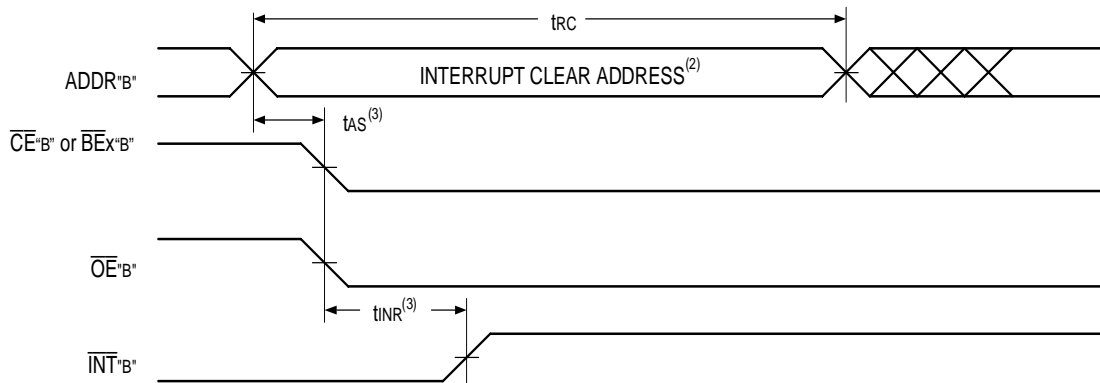 tRC
ADDR"B"
INTERRUPT CLEAR ADDRESS(2)
tAS(3)
CE“B” or BEx“B”
OE"B"
tINR(3)
INT"B"